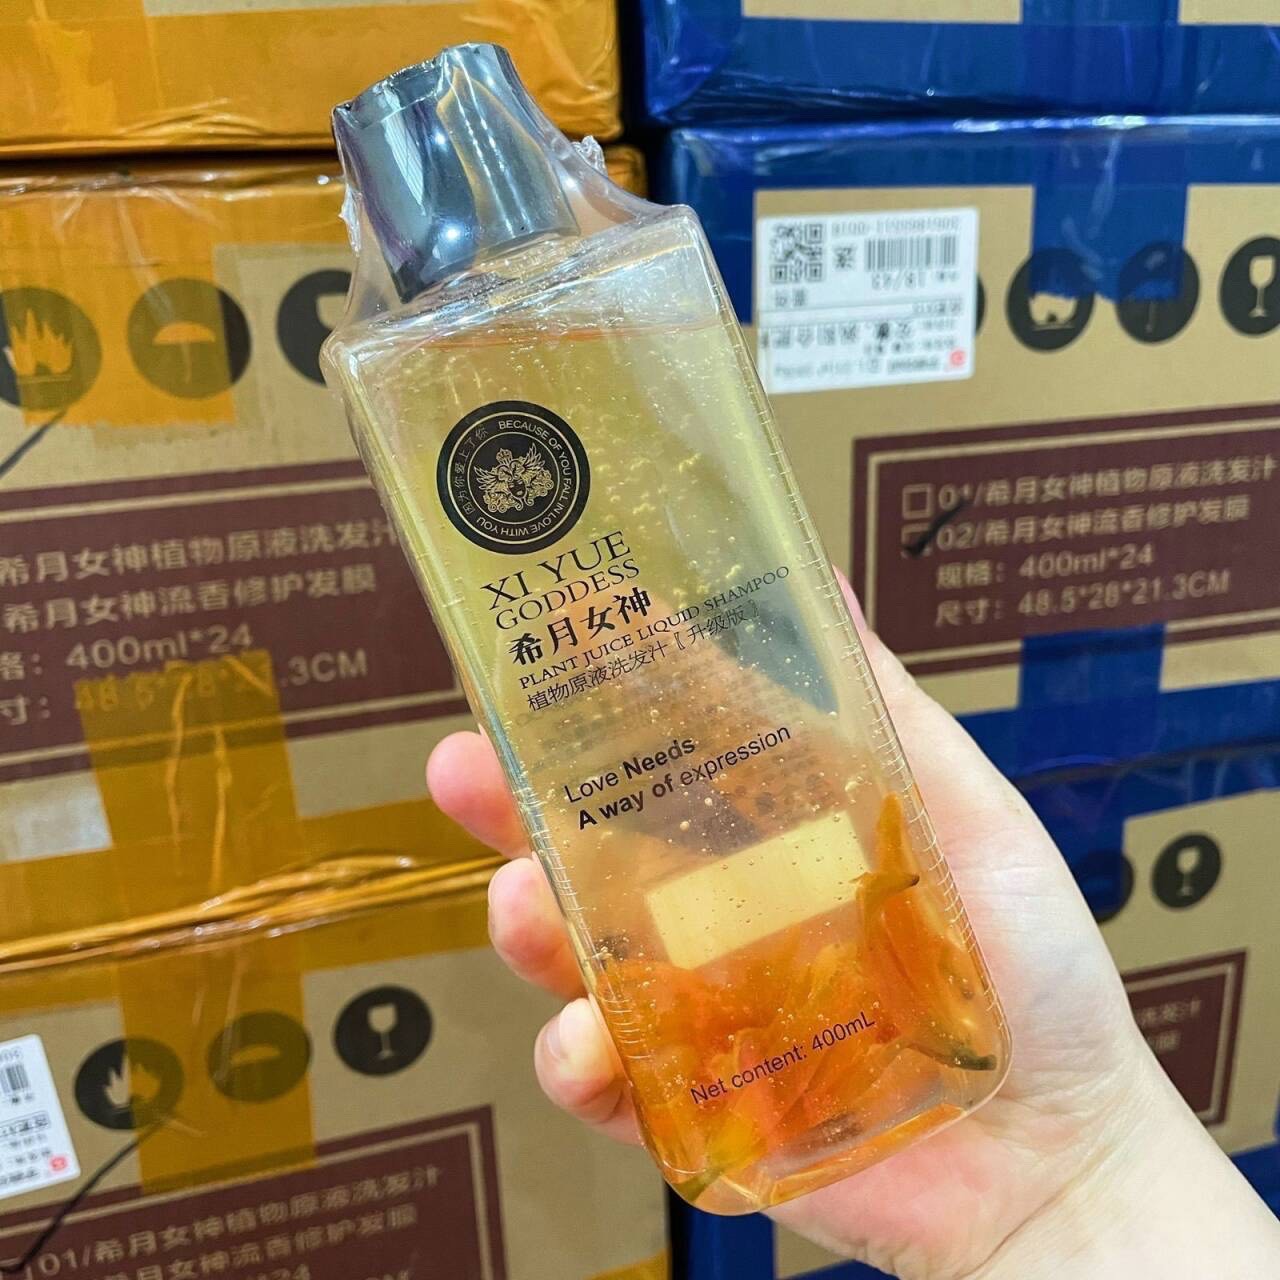 因为你爱上了你 BECAUSE OF YOU FALL IN LOVE WITH YOU
XI YUE
GODDESS
希月女神
PLANT JUICE LIQUID SHAMPOO
植物原液洗发汁〖升级版〗
Love Needs
A way of expression
Net content: 400mL
希月女神植物原液洗发汁
希月女神流香修护发膜
格: 400ml*24
寸: 48.5*28*21.3CM
01/希月女神植物原液洗发汁
02/希月女神流香修护发膜
规格: 400ml*24
尺寸: 48.5*28*21.3CM
01/希月女神植物原液洗发汁
希月女神流香修护发膜